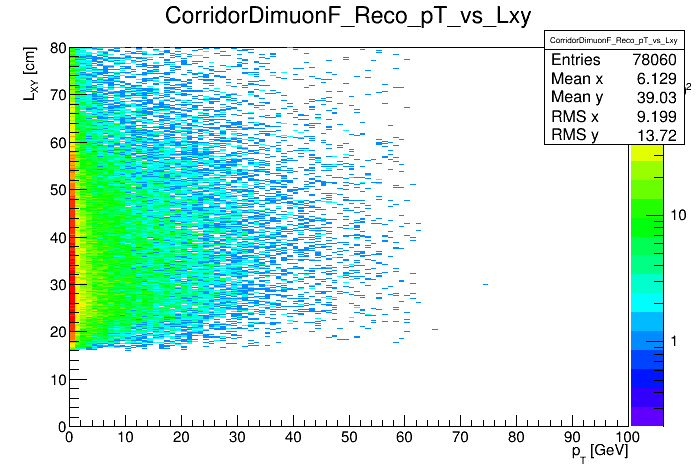 CorridorDimuonF_Reco_pT_vs_Lxy
CorridorDimuonF_Reco_pT_vs_Lxy
Entries 78060
Mean x 6.129
Mean y 39.03
RMS x 9.199
RMS y 13.72
L_XY [cm]
80
70
60
50
40
30
20
10
0
0 10 20 30 40 50 60 70 80 90 100
p_T [GeV]
2
10
1